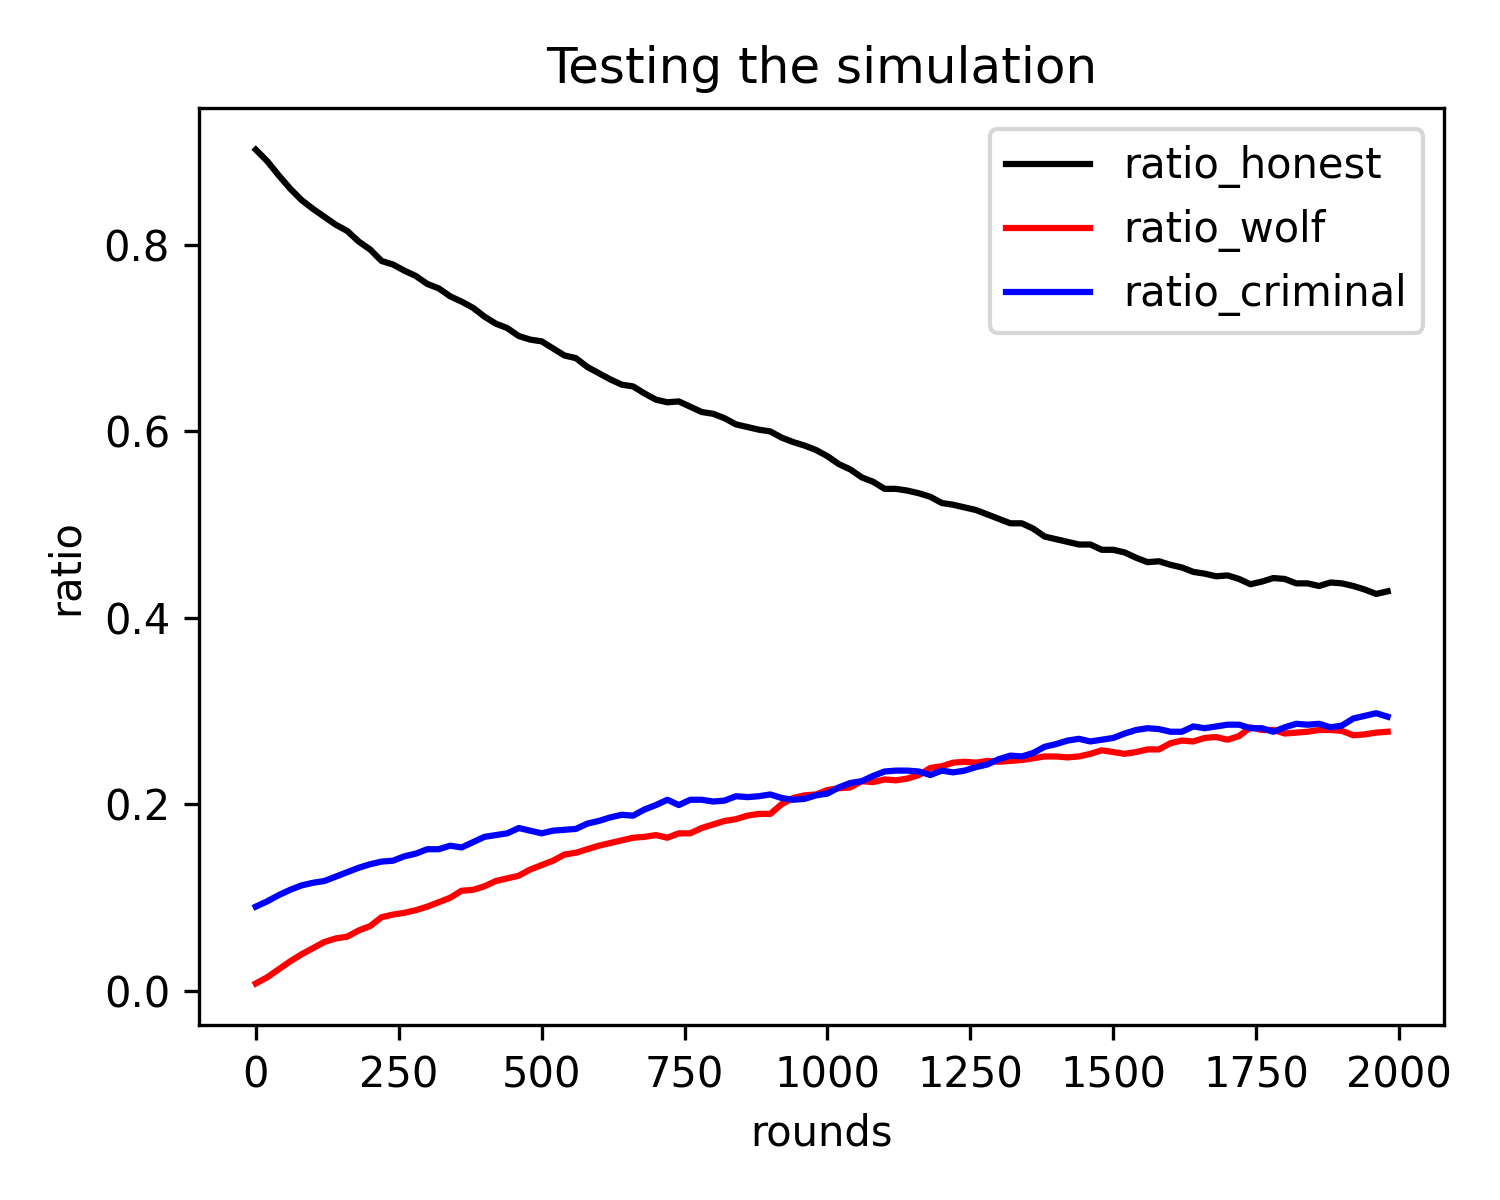 Testing the simulation
ratio_honest
ratio_wolf
ratio_criminal
0.8
0.6
0.4
0.2
0.0
ratio
0 250 500 750 1000 1250 1500 1750 2000
rounds